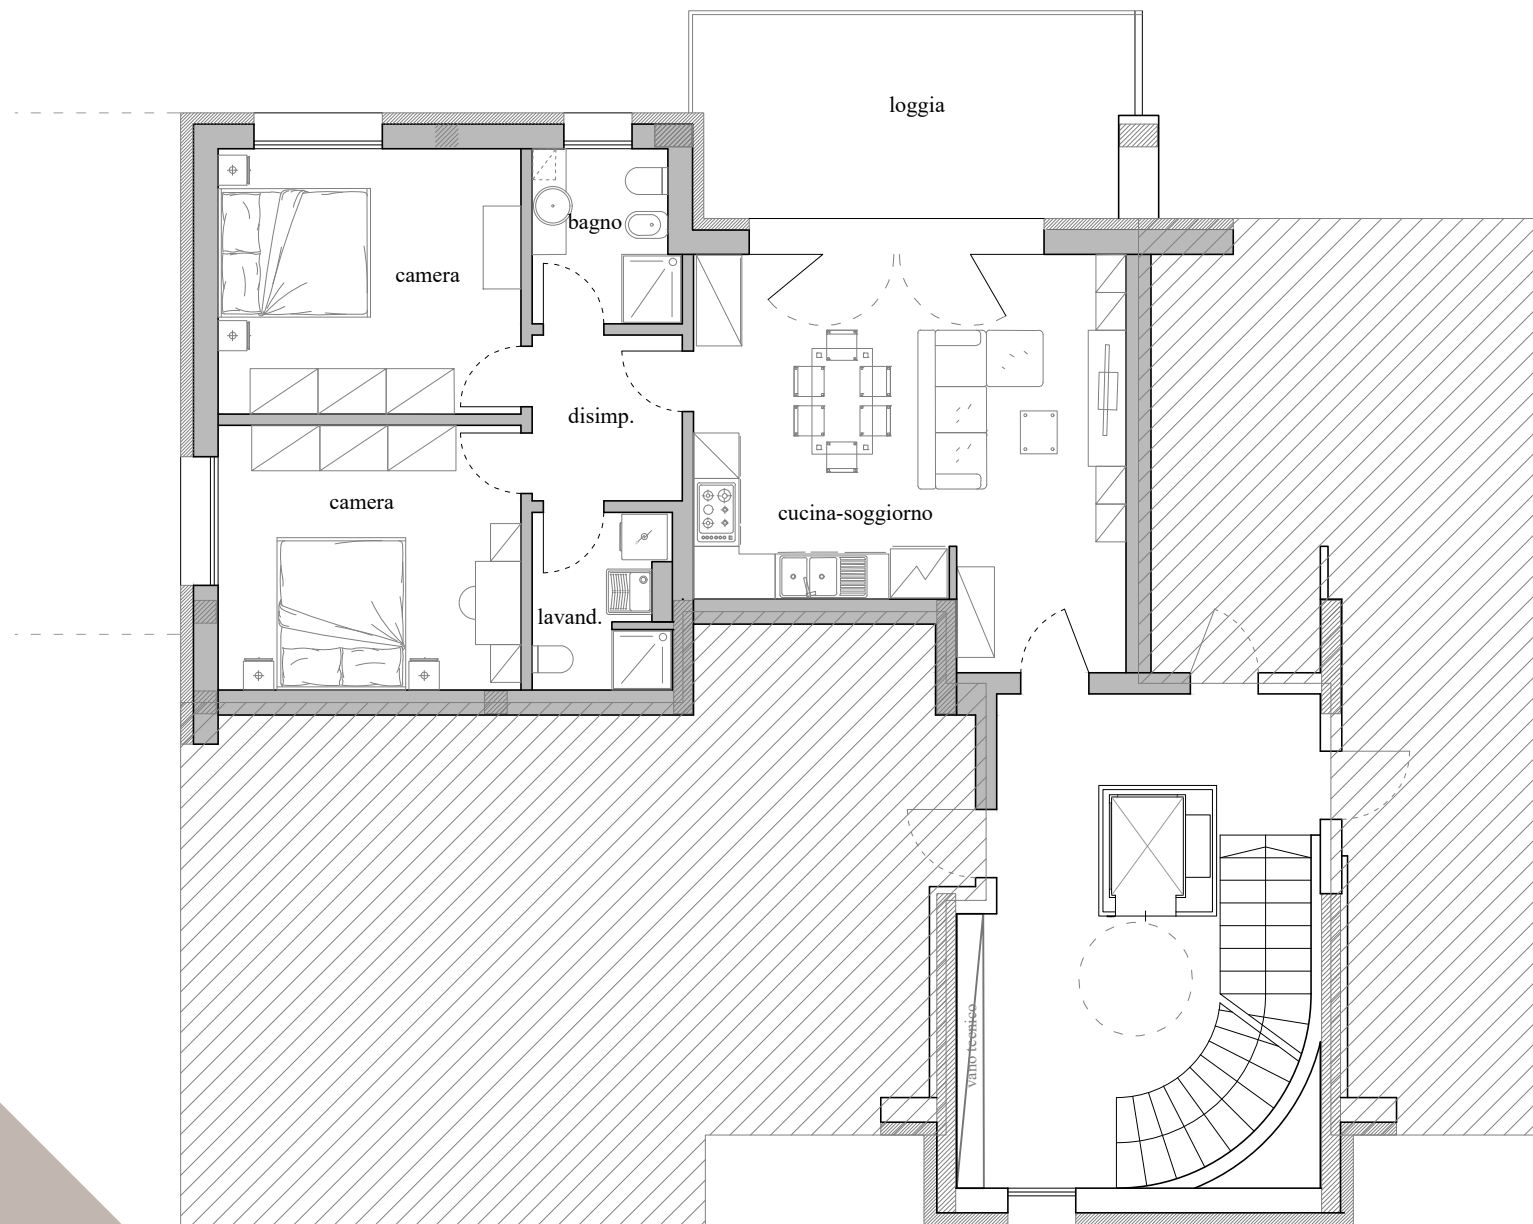 loggia
bagno
camera
disimp.
camera
cucina-soggiorno
lavand.
vano tecnico